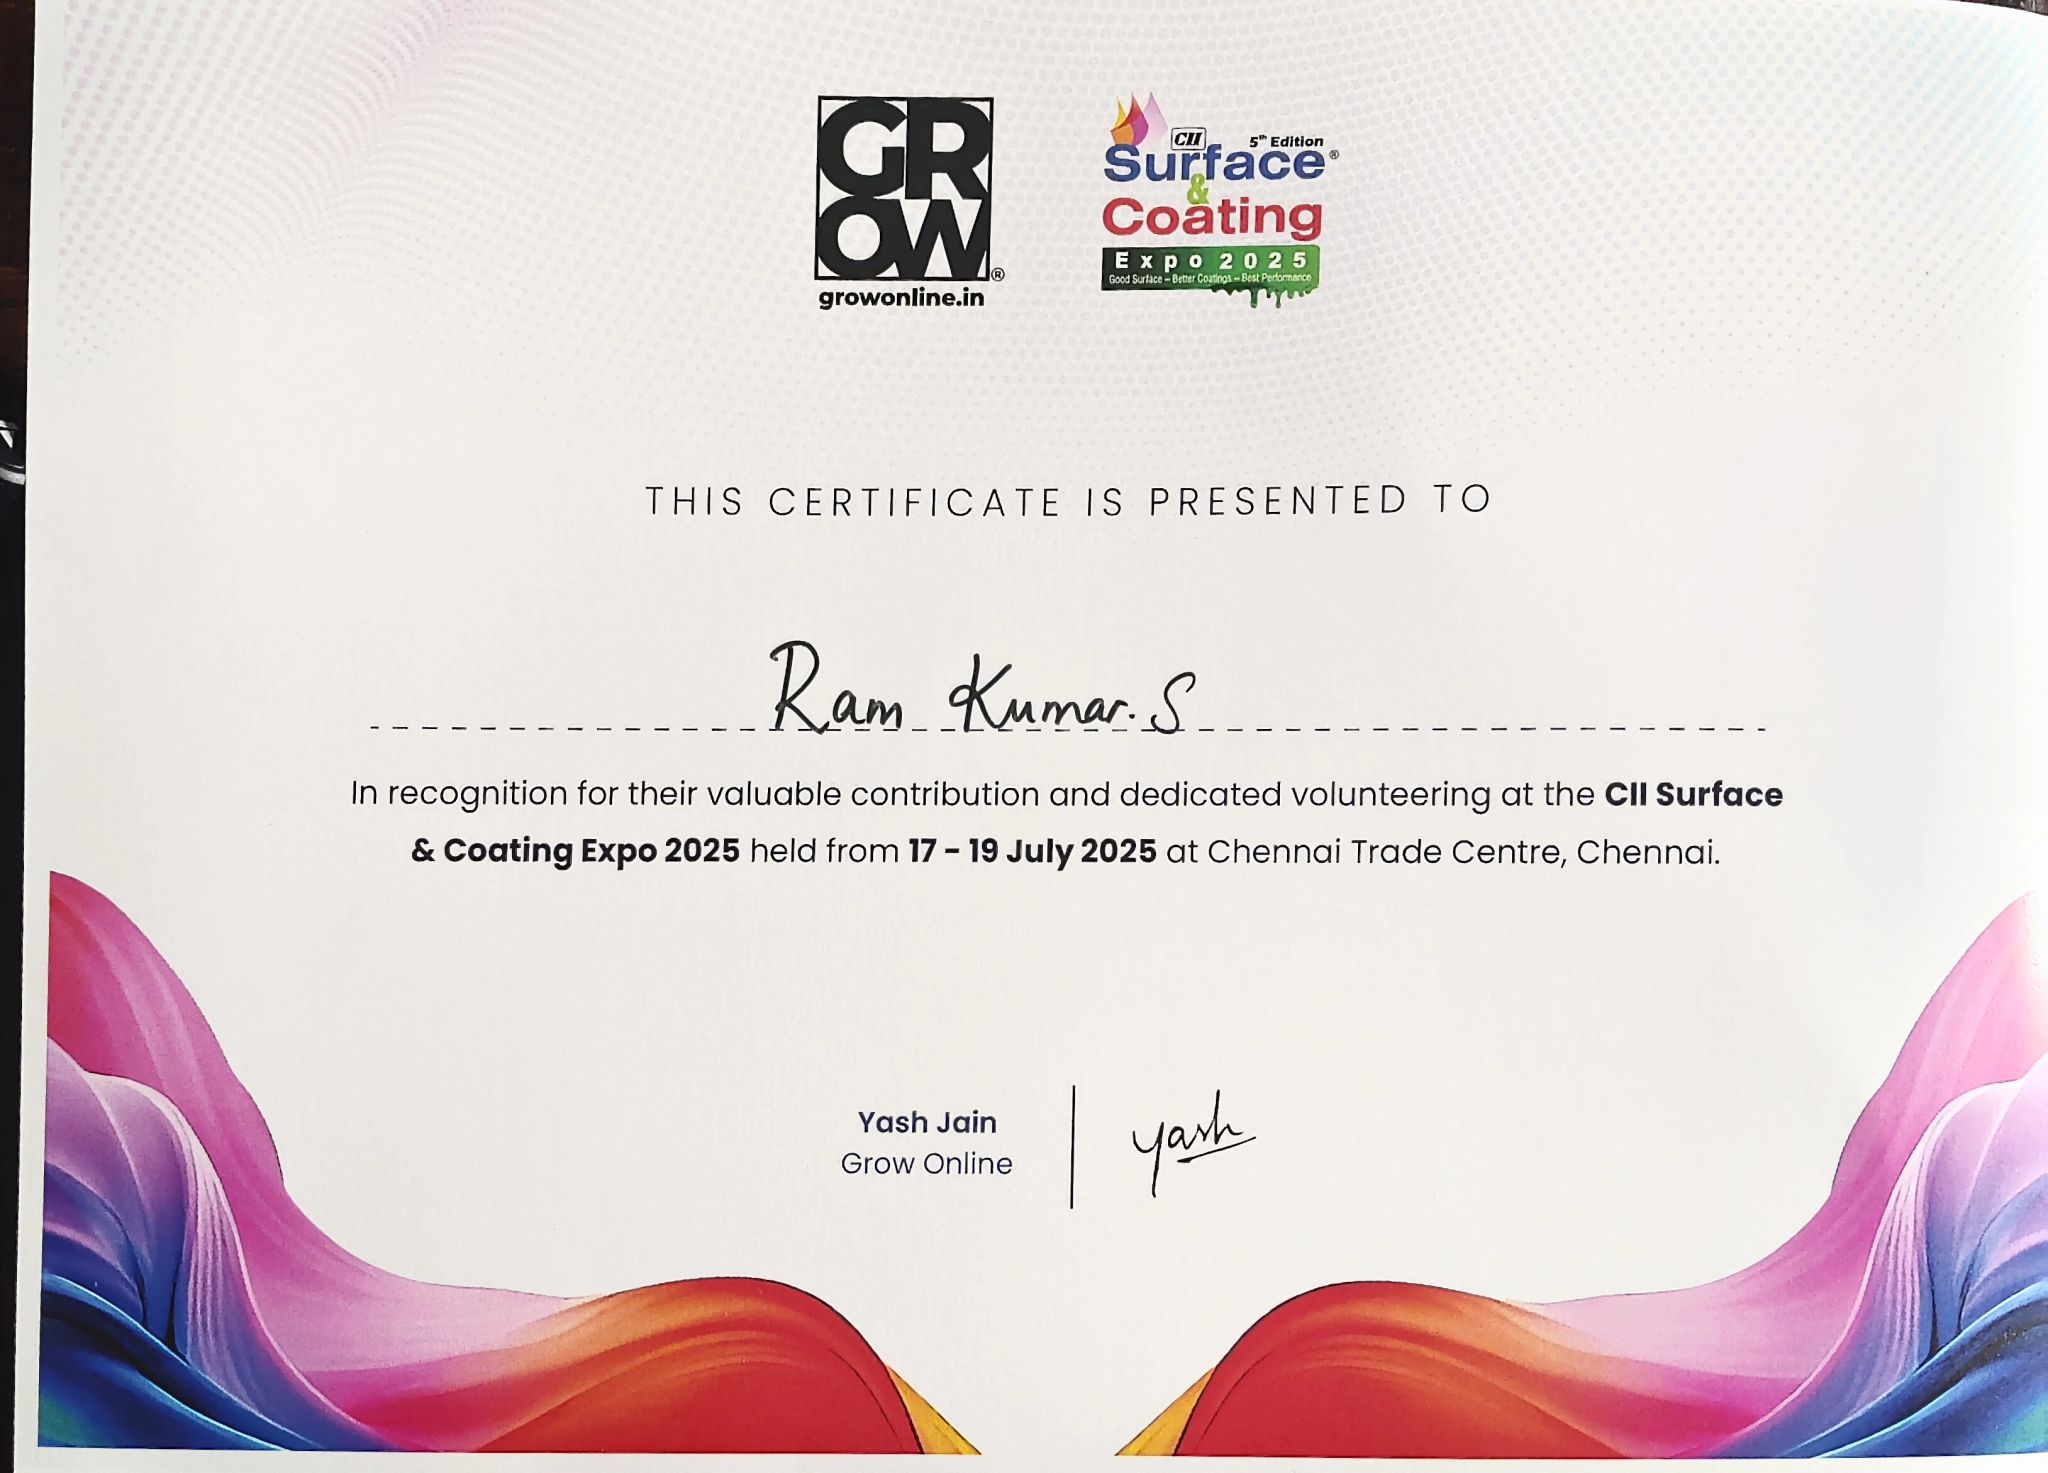 GROW®
growonline.in
CII 5th Edition
Surface®
&
Coating
Expo 2025
Good Surface – Better Coatings – Best Performance
THIS CERTIFICATE IS PRESENTED TO
Ram Kumar. S
In recognition for their valuable contribution and dedicated volunteering at the CII Surface
& Coating Expo 2025 held from 17 – 19 July 2025 at Chennai Trade Centre, Chennai.
Yash Jain
Grow Online
yash